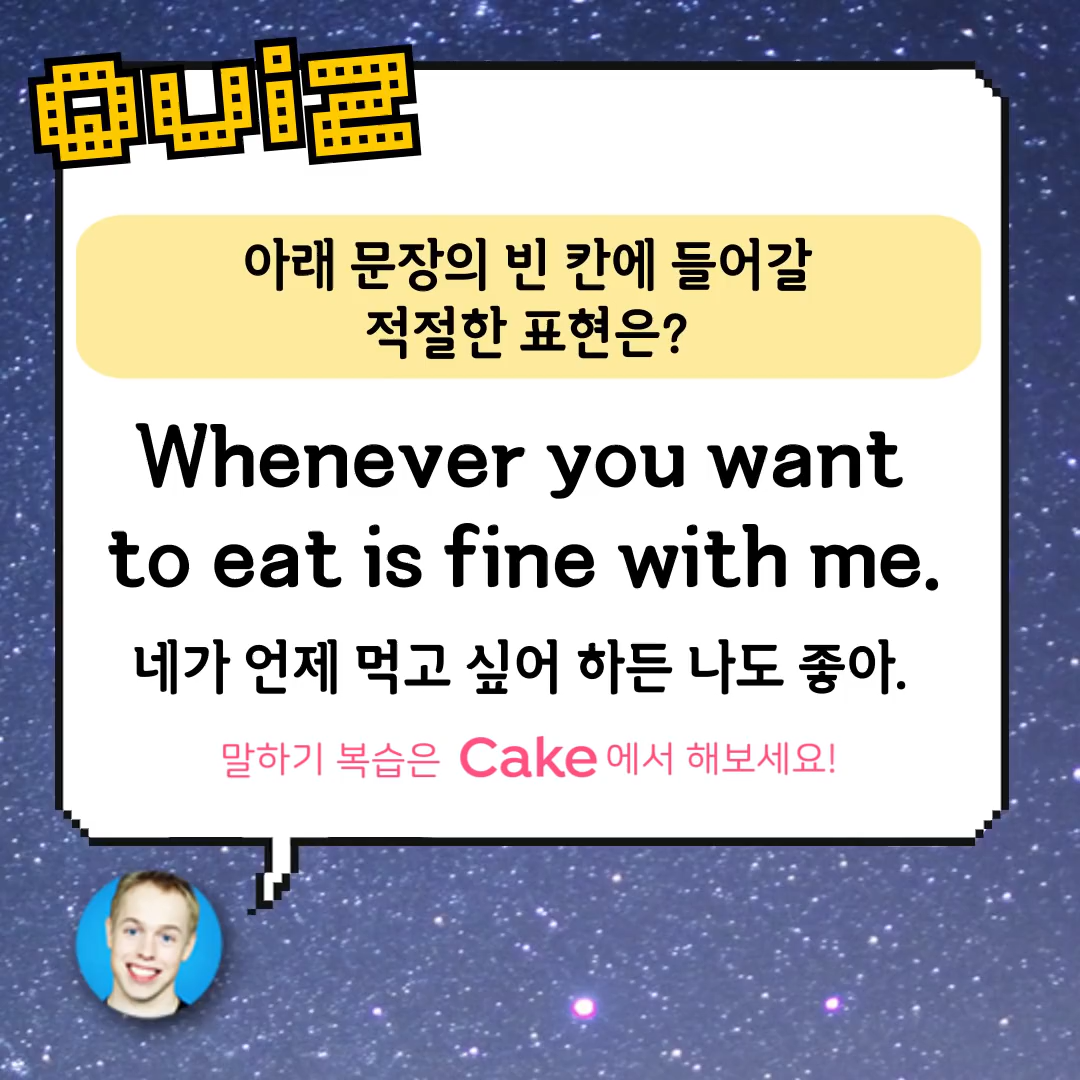 Quiz
아래 문장의 빈 칸에 들어갈
적절한 표현은?
Whenever you want
to eat is fine with me.
네가 언제 먹고 싶어 하든 나도 좋아.
말하기 복습은 Cake에서 해보세요!